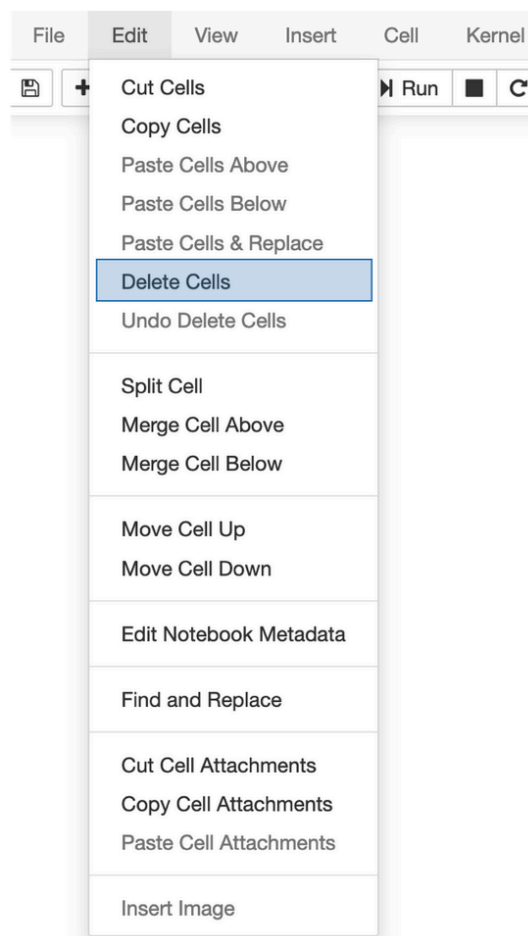 File Edit View Insert Cell Kernel
Run
Cut Cells
Copy Cells
Paste Cells Above
Paste Cells Below
Paste Cells & Replace
Delete Cells
Undo Delete Cells
Split Cell
Merge Cell Above
Merge Cell Below
Move Cell Up
Move Cell Down
Edit Notebook Metadata
Find and Replace
Cut Cell Attachments
Copy Cell Attachments
Paste Cell Attachments
Insert Image